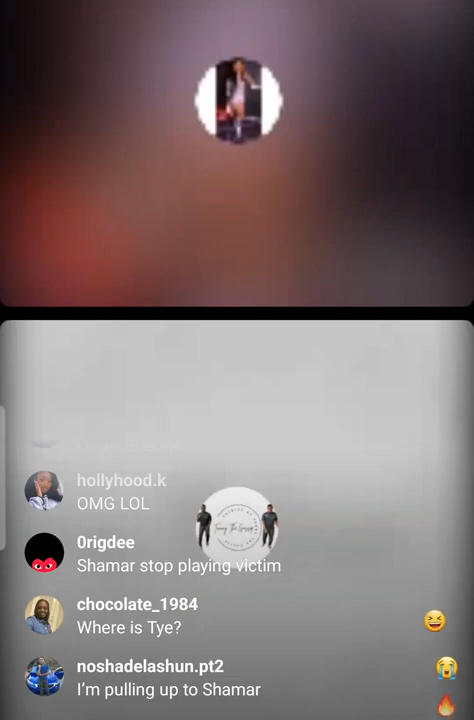 hollyhood.k
OMG LOL
0rigdee
Shamar stop playing victim
chocolate_1984
Where is Tye?
noshadelashun.pt2
I'm pulling up to Shamar